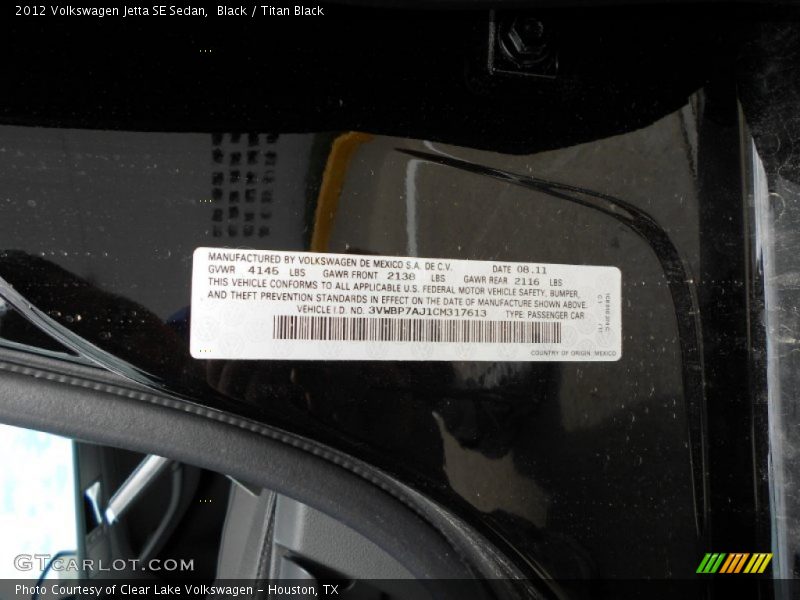 2012 Volkswagen Jetta SE Sedan,  Black / Titan Black
MANUFACTURED BY VOLKSWAGEN DE MEXICO S.A. DE C.V. DATE 08.11
GVWR 4146 LBS GAWR FRONT 2138 LBS GAWR REAR 2116 LBS
THIS VEHICLE CONFORMS TO ALL APPLICABLE U.S. FEDERAL MOTOR VEHICLE SAFETY, BUMPER,
AND THEFT PREVENTION STANDARDS IN EFFECT ON THE DATE OF MANUFACTURE SHOWN ABOVE.
VEHICLE I.D. NO. 3VWBP7AJ1CM317613 TYPE: PASSENGER CAR
COUNTRY OF ORIGIN: MEXICO
GTCARLOT.COM
Photo Courtesy of Clear Lake Volkswagen - Houston, TX